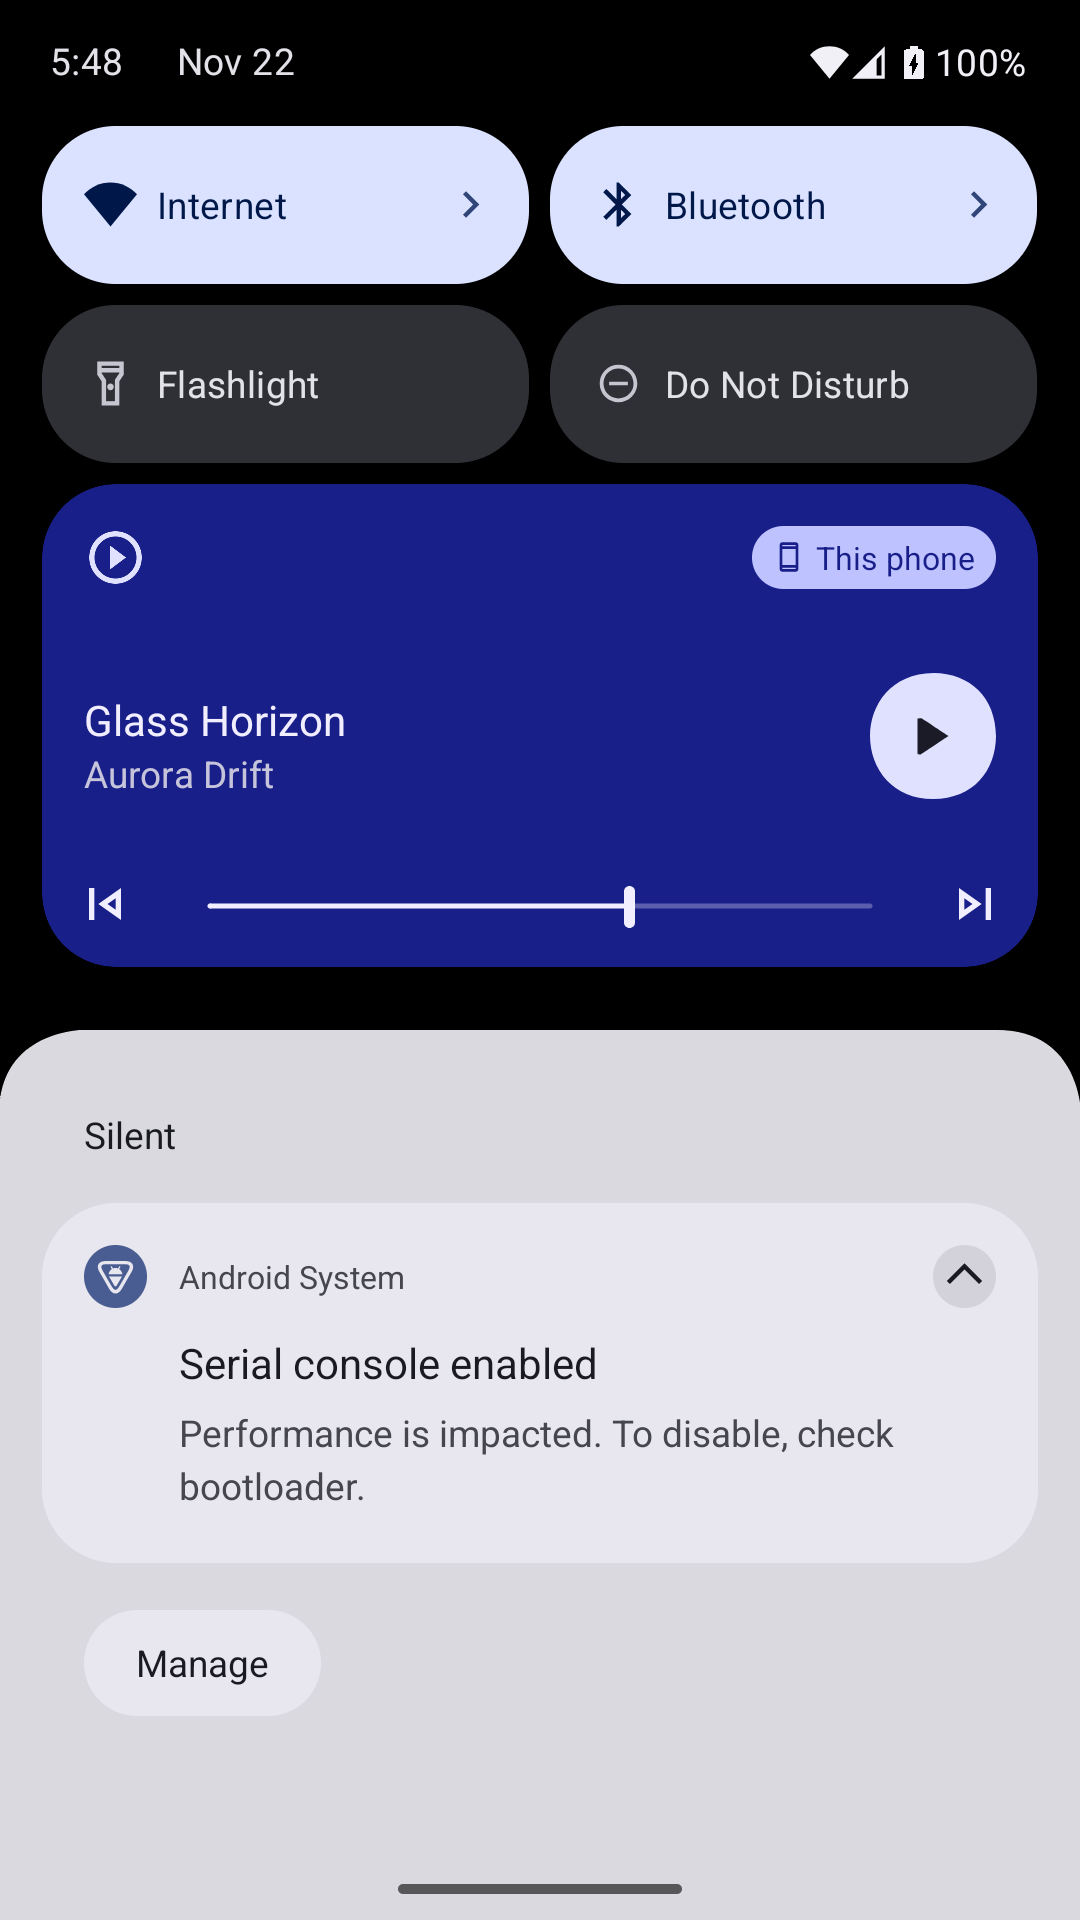 5:48 Nov 22 100%
Internet Bluetooth
Flashlight Do Not Disturb
This phone
Glass Horizon
Aurora Drift
Silent
Android System
Serial console enabled
Performance is impacted. To disable, check
bootloader.
Manage